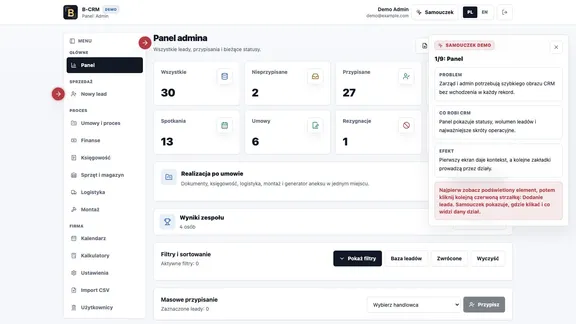 B
B-CRM DEMO
Panel: Admin
Demo Admin
demo@example.com
Samouczek
PL
EN
MENU
GŁÓWNE
Panel
SPRZEDAŻ
Nowy lead
PROCES
Umowy i proces
Finanse
Księgowość
Sprzęt i magazyn
Logistyka
Montaż
FIRMA
Kalendarz
Kalkulatory
Ustawienia
Import CSV
Użytkownicy
Panel admina
Wszystkie leady, przypisania i bieżące statusy.
Wszystkie
30
Nieprzypisane
2
Przypisane
27
Spotkania
13
Umowy
6
Rezygnacje
1
Realizacja po umowie
Dokumenty, księgowość, logistyka, montaż i generator aneksu w jednym miejscu.
Wyniki zespołu
Filtry i sortowanie
Aktywne filtry: 0
Pokaż filtry
Baza leadów
Zwrócone
Wyczyść
Masowe przypisanie
Zaznaczone leady: 0
Wybierz handlowca
Przypisz
SAMOUCZEK DEMO
1/9: Panel
PROBLEM
Zarząd i admin potrzebują szybkiego obrazu CRM
bez wchodzenia w każdy rekord.
CO ROBI CRM
Panel pokazuje statusy, wolumen leadów i
najważniejsze skróty operacyjne.
EFEKT
Pierwszy ekran daje kontekst, a kolejne zakładki
prowadzą przez działy.
Najpierw zobacz podświetlony element, potem
kliknij kolejną czerwoną strzałkę: Dodanie
leada. Samouczek pokazuje, gdzie klikać i co
widzi dany dział.